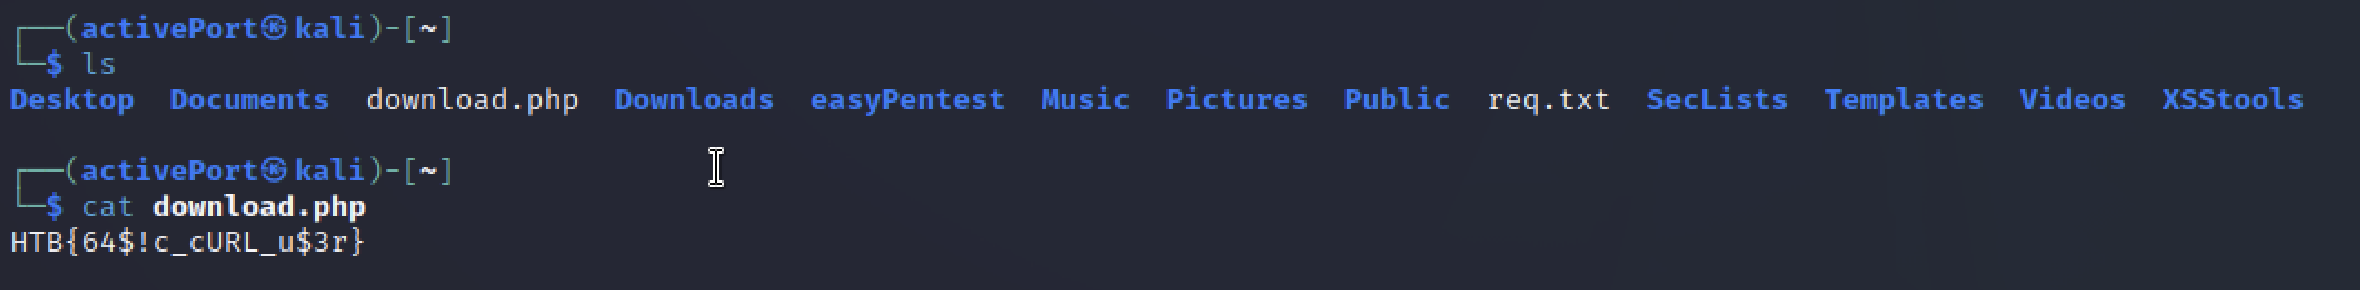 ┌──(activePort㉿kali)-[~]
└─$ ls
Desktop  Documents  download.php  Downloads  easyPentest  Music  Pictures  Public  req.txt  SecLists  Templates  Videos  XSStools
┌──(activePort㉿kali)-[~]
└─$ cat download.php
HTB{64$!c_cURL_u$3r}